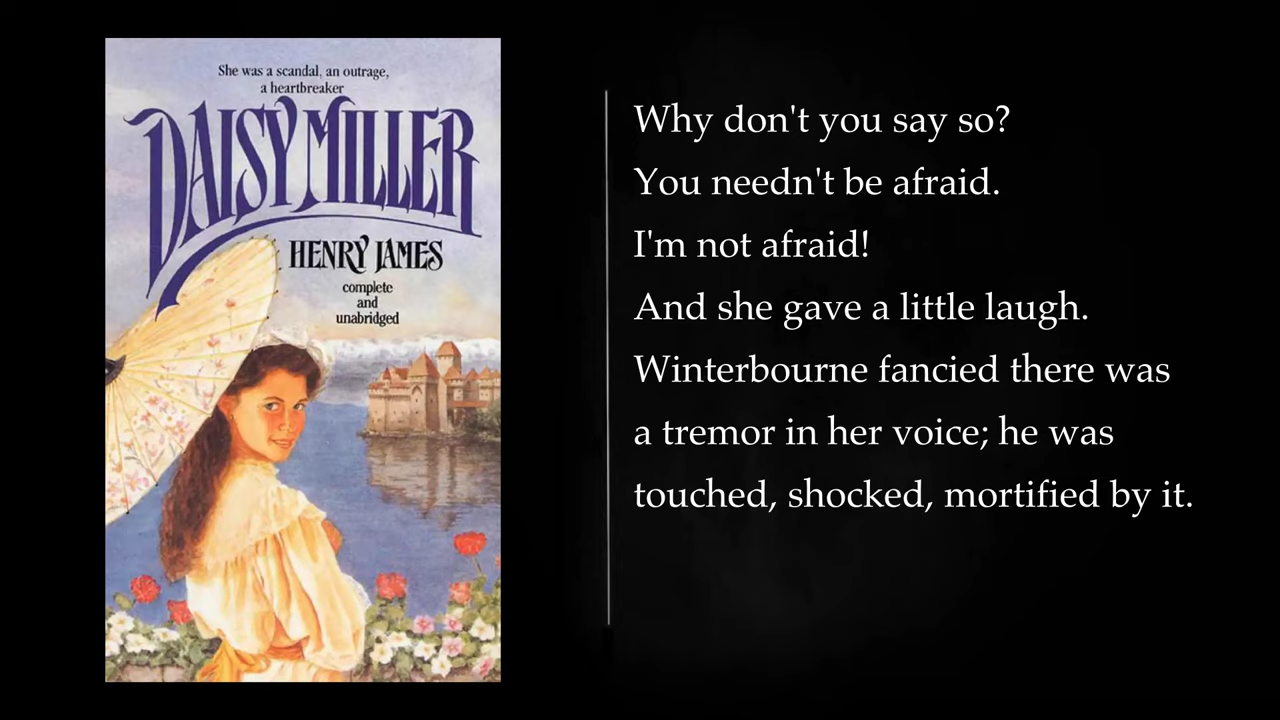 She was a scandal, an outrage,
a heartbreaker
DAISY MILLER
HENRY JAMES
complete
and
unabridged
Why don't you say so?
You needn't be afraid.
I'm not afraid!
And she gave a little laugh.
Winterbourne fancied there was
a tremor in her voice; he was
touched, shocked, mortified by it.